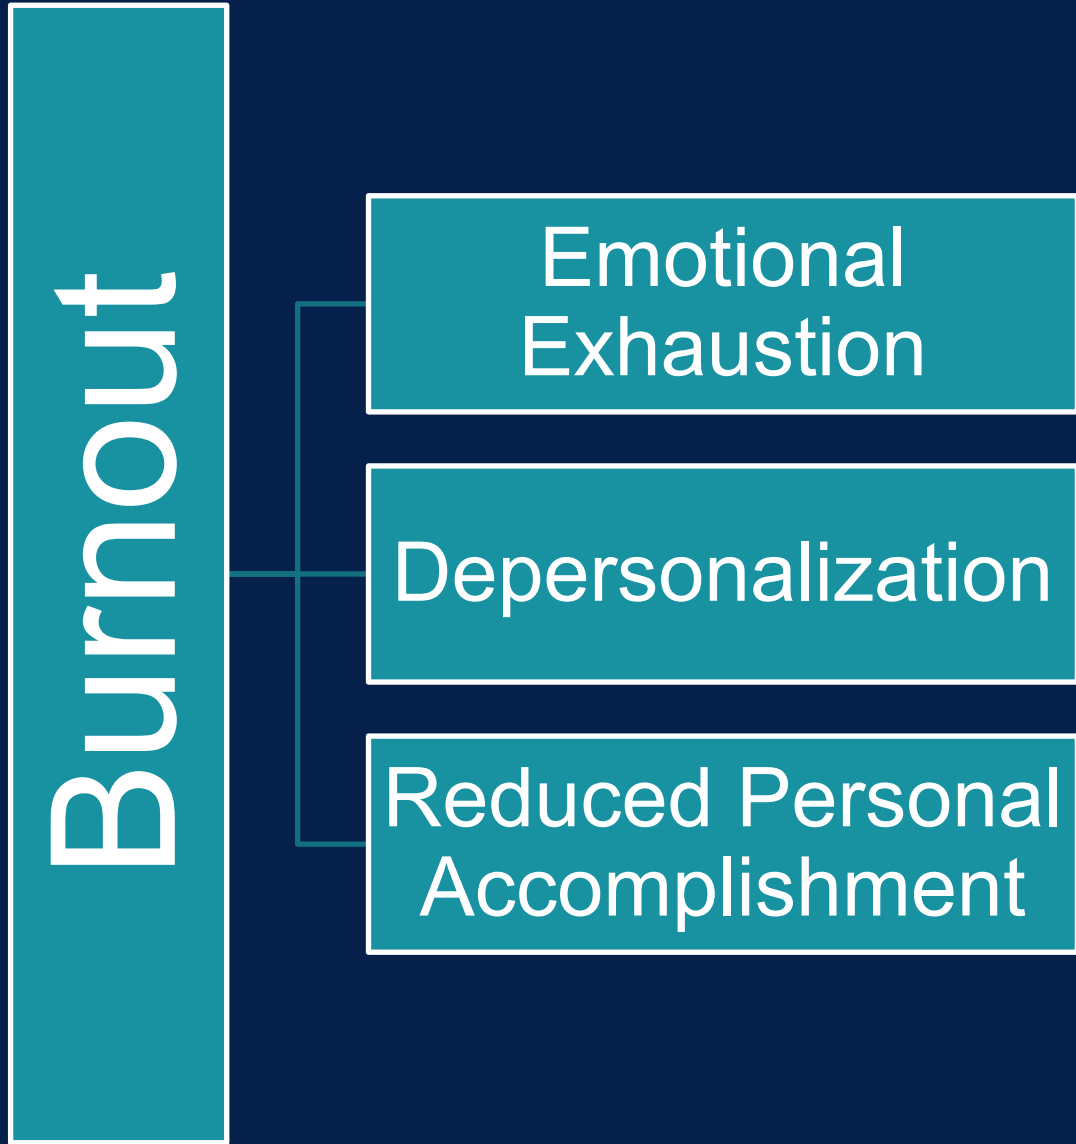 Burnout
Emotional
Exhaustion
Depersonalization
Reduced Personal
Accomplishment